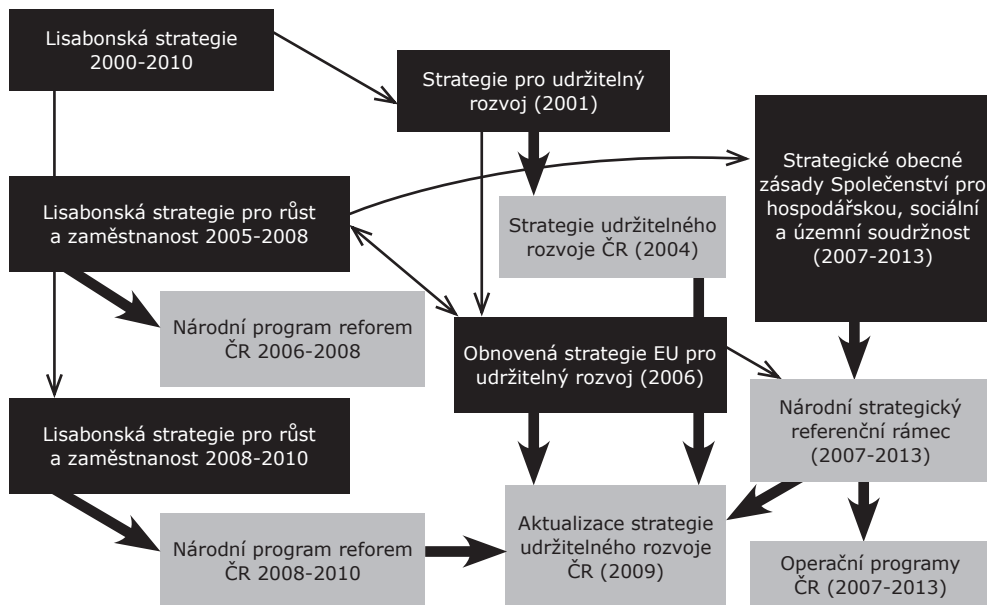 Lisabonská strategie
2000-2010
Strategie pro udržitelný
rozvoj (2001)
Strategické obecné
zásady Společenství pro
hospodářskou, sociální
a územní soudržnost
(2007-2013)
Lisabonská strategie pro růst
a zaměstnanost 2005-2008
Strategie udržitelného
rozvoje ČR (2004)
Národní program reforem
ČR 2006-2008
Obnovená strategie EU pro
udržitelný rozvoj (2006)
Národní strategický
referenční rámec
(2007-2013)
Lisabonská strategie pro růst
a zaměstnanost 2008-2010
Národní program reforem
ČR 2008-2010
Aktualizace strategie
udržitelného rozvoje
ČR (2009)
Operační programy
ČR (2007-2013)